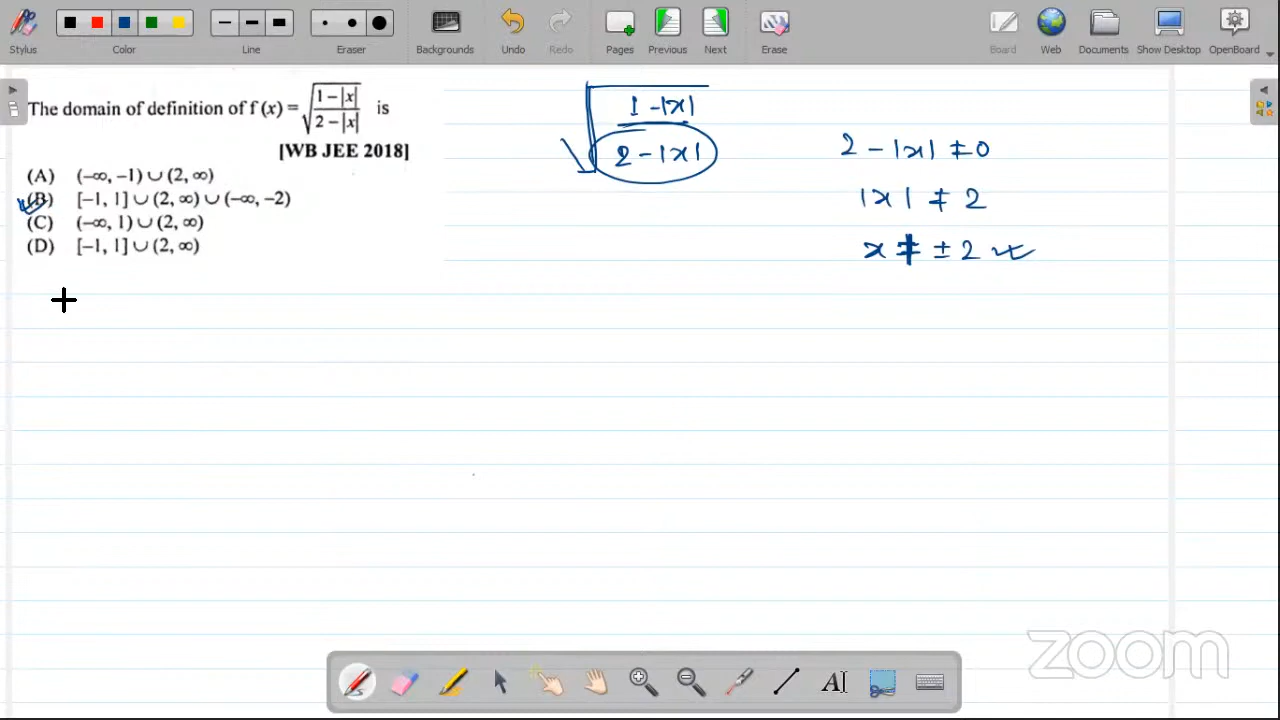 Stylus Color Line Eraser Backgrounds Undo Redo Pages Previous Next Erase Board Web Documents Show Desktop OpenBoard
The domain of definition of f (x) = √((1 – |x|)/(2 – |x|)) is
[WB JEE 2018]
(A) (–∞, –1) ∪ (2, ∞)
(B) [–1, 1] ∪ (2, ∞) ∪ (–∞, –2)
(C) (–∞, 1) ∪ (2, ∞)
(D) [–1, 1] ∪ (2, ∞)
√
1 - |x|
2 - |x|
2 - |x| ≠ 0
|x| ≠ 2
x ≠ ± 2
zoom
AI